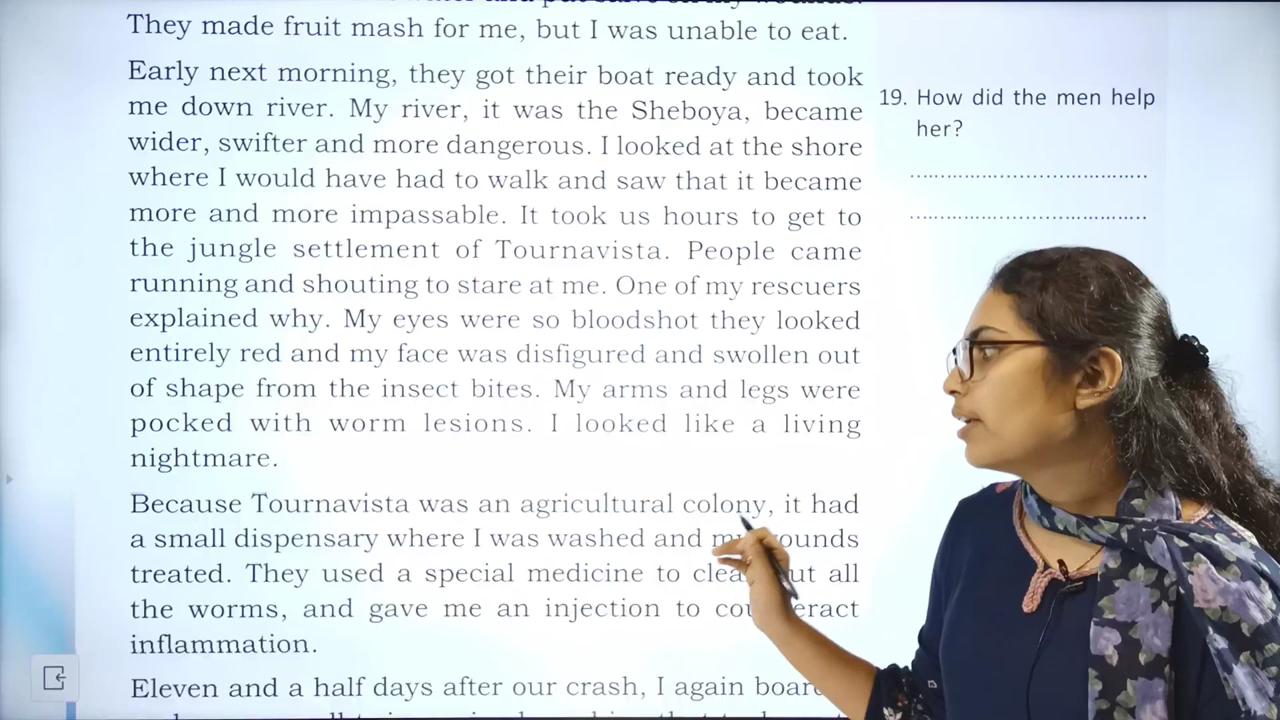 They made fruit mash for me, but I was unable to eat.
Early next morning, they got their boat ready and took
me down river. My river, it was the Sheboya, became
wider, swifter and more dangerous. I looked at the shore
where I would have had to walk and saw that it became
more and more impassable. It took us hours to get to
the jungle settlement of Tournavista. People came
running and shouting to stare at me. One of my rescuers
explained why. My eyes were so bloodshot they looked
entirely red and my face was disfigured and swollen out
of shape from the insect bites. My arms and legs were
pocked with worm lesions. I looked like a living
nightmare.
Because Tournavista was an agricultural colony, it had
a small dispensary where I was washed and
treated. They used a special medicine to all
the worms, and gave me an injection to
inflammation.
Eleven and a half days after our crash, I again
19. How did the men help
her?